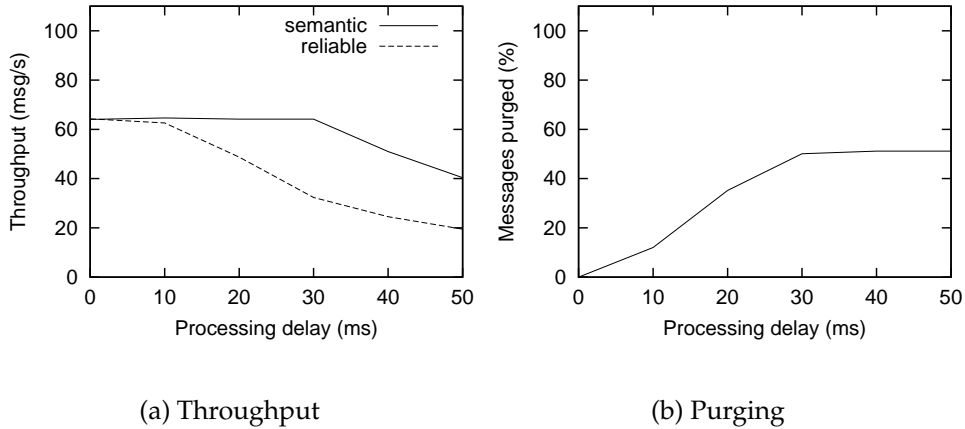 semantic
reliable
Throughput (msg/s)
100
80
60
40
20
0
0 10 20 30 40 50
Processing delay (ms)
(a) Throughput
Messages purged (%)
100
80
60
40
20
0
0 10 20 30 40 50
Processing delay (ms)
(b) Purging